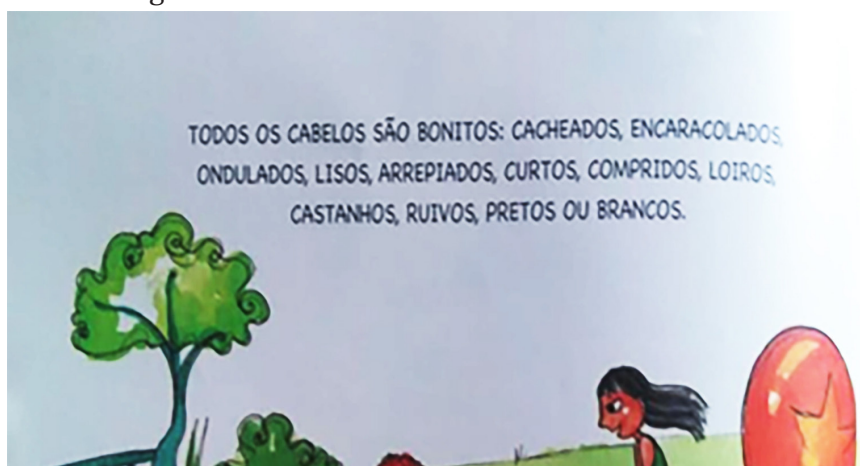 TODOS OS CABELOS SÃO BONITOS: CACHEADOS, ENCARACOLADOS,
ONDULADOS, LISOS, ARREPIADOS, CURTOS, COMPRIDOS, LOIROS,
CASTANHOS, RUIVOS, PRETOS OU BRANCOS.